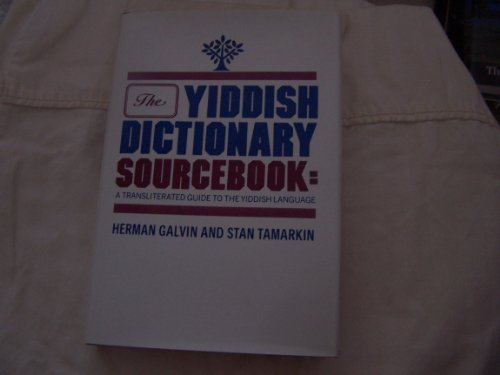 The YIDDISH
DICTIONARY
SOURCEBOOK:
A TRANSLITERATED GUIDE TO THE YIDDISH LANGUAGE
HERMAN GALVIN AND STAN TAMARKIN